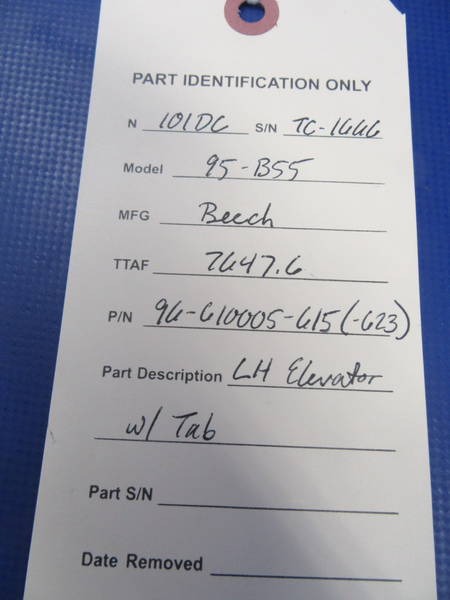 PART IDENTIFICATION ONLY
N 101DC S/N TC-1666
Model 95-B55
MFG Beech
TTAF 7647.6
P/N 96-610005-615(-623)
Part Description LH Elevator
w/ Tab
Part S/N
Date Removed